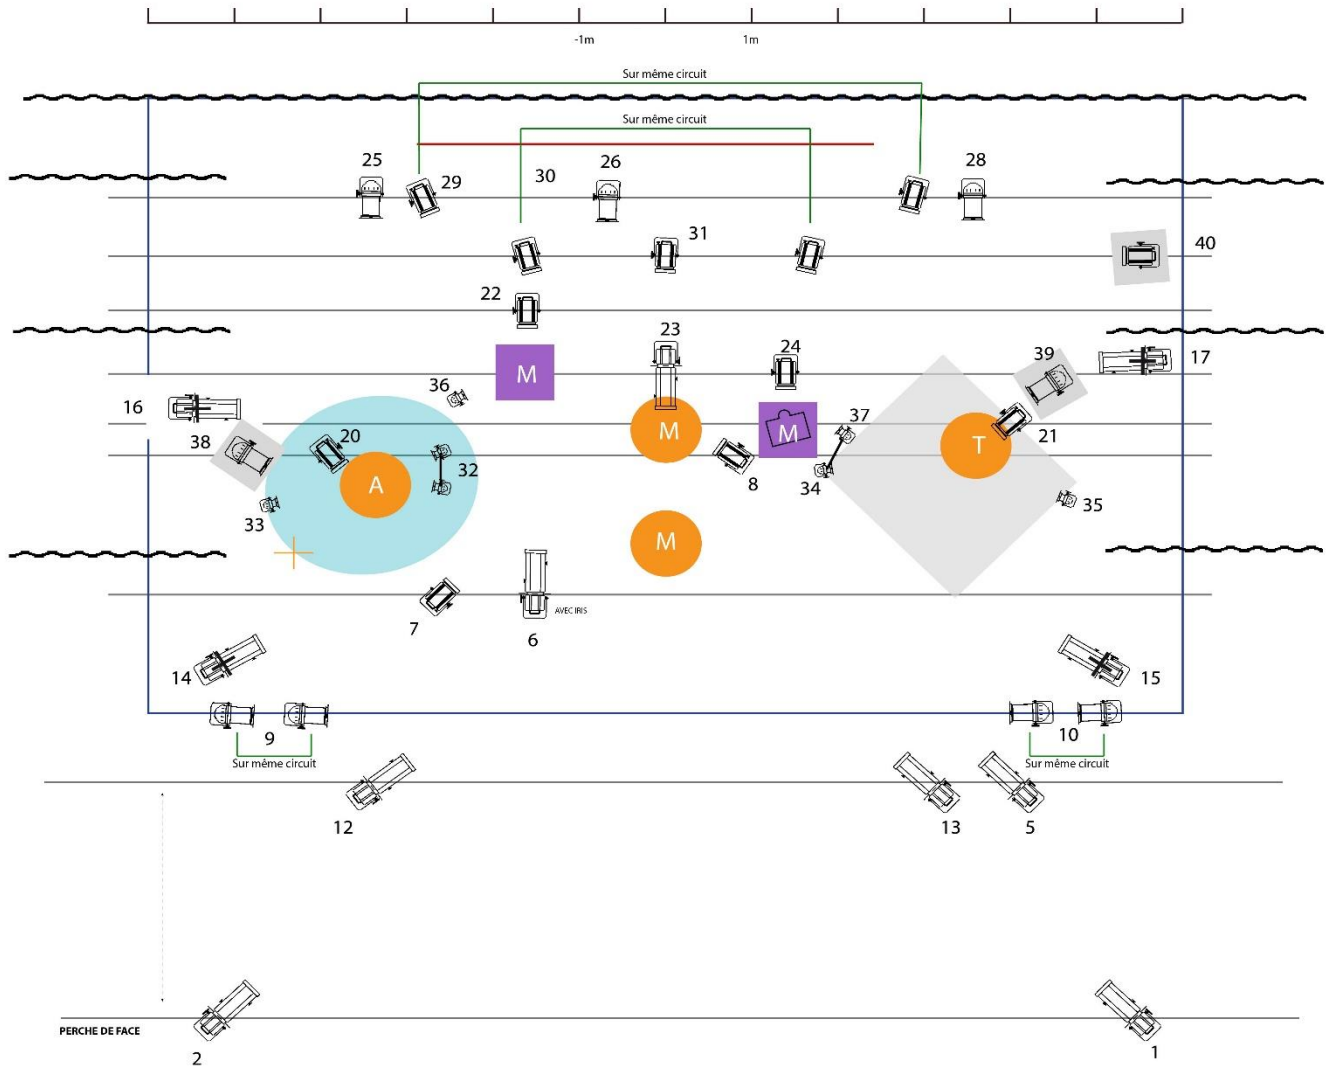 -1m 1m
Sur même circuit
Sur même circuit
25 29 30 26 28
31 40
22
23 24 39 17
36
16 M M T
37
38 20 M 21
A 32 8 34 35
33
M
7 6 AVEC IRIS
14 15
9 10
Sur même circuit Sur même circuit
12 13 5
PERCHE DE FACE
2 1